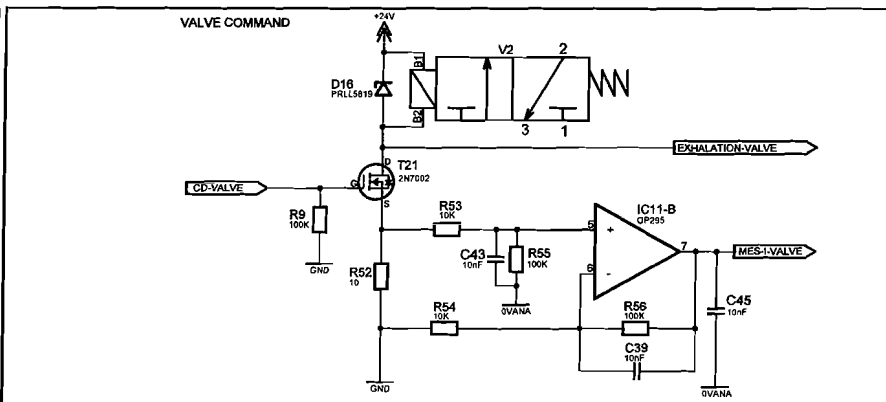 VALVE COMMAND
+24V
D16
PRLL5819
B1
B2
V2
2
3
1
EXHALATION-VALVE
D
T21
2N7002
G
S
CD-VALVE
R9
100K
GND
R53
10K
IC11-B
OP295
5
+
7
MES-I-VALVE
C43
10nF
R55
100K
6
-
R52
10
0VANA
R54
10K
R56
100K
C45
10nF
C39
10nF
GND
0VANA